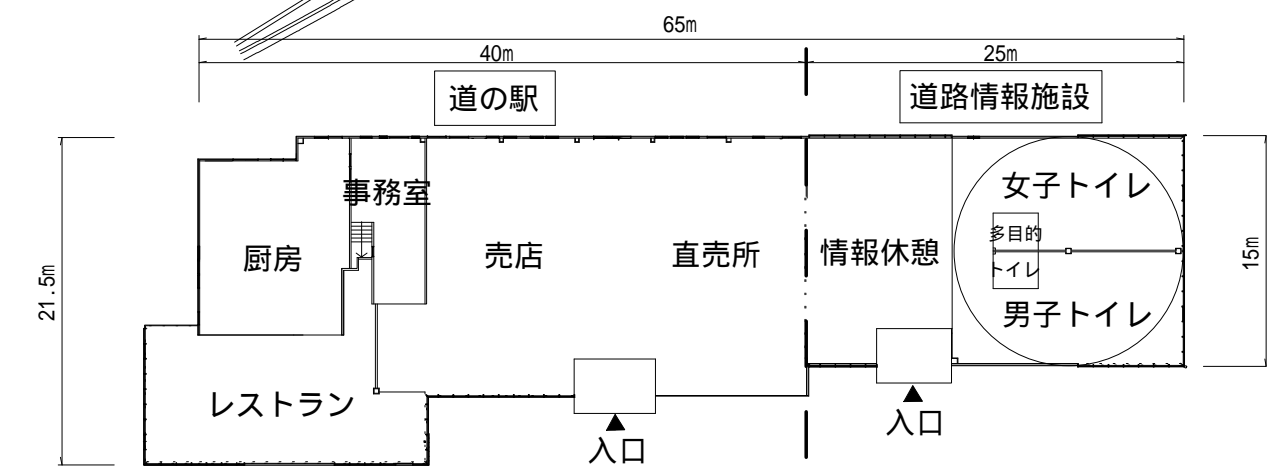 65m
40m
25m
道の駅
道路情報施設
事務室
女子トイレ
多目的
トイレ
厨房
売店
直売所
情報休憩
男子トイレ
21.5m
15m
レストラン
入口
入口